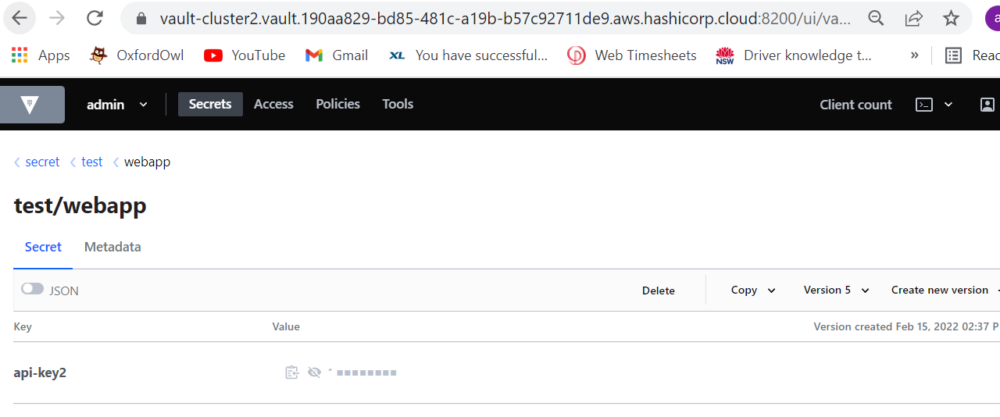 vault-cluster2.vault.190aa829-bd85-481c-a19b-b57c92711de9.aws.hashicorp.cloud:8200/ui/va...
Apps OxfordOwl YouTube Gmail XL You have successful... Web Timesheets NSW Driver knowledge t... » Reac
admin Secrets Access Policies Tools Client count
secret test webapp
test/webapp
Secret Metadata
JSON Delete Copy Version 5 Create new version
Key Value Version created Feb 15, 2022 02:37 P
api-key2